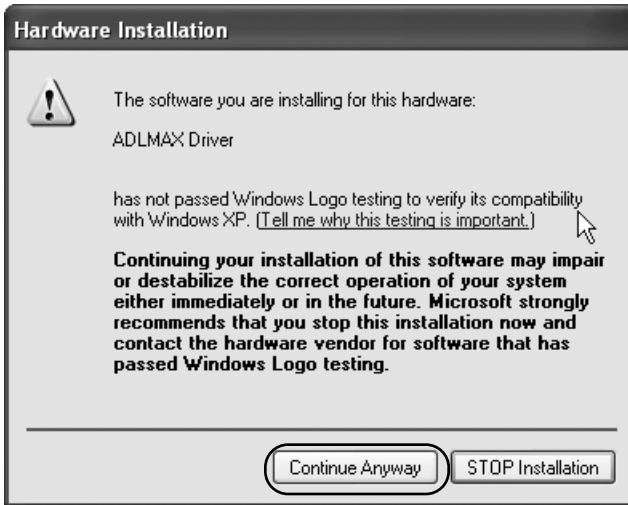 Hardware Installation
The software you are installing for this hardware:
ADLMAX Driver
has not passed Windows Logo testing to verify its compatibility
with Windows XP. (Tell me why this testing is important.)
Continuing your installation of this software may impair
or destabilize the correct operation of your system
either immediately or in the future. Microsoft strongly
recommends that you stop this installation now and
contact the hardware vendor for software that has
passed Windows Logo testing.
Continue Anyway
STOP Installation